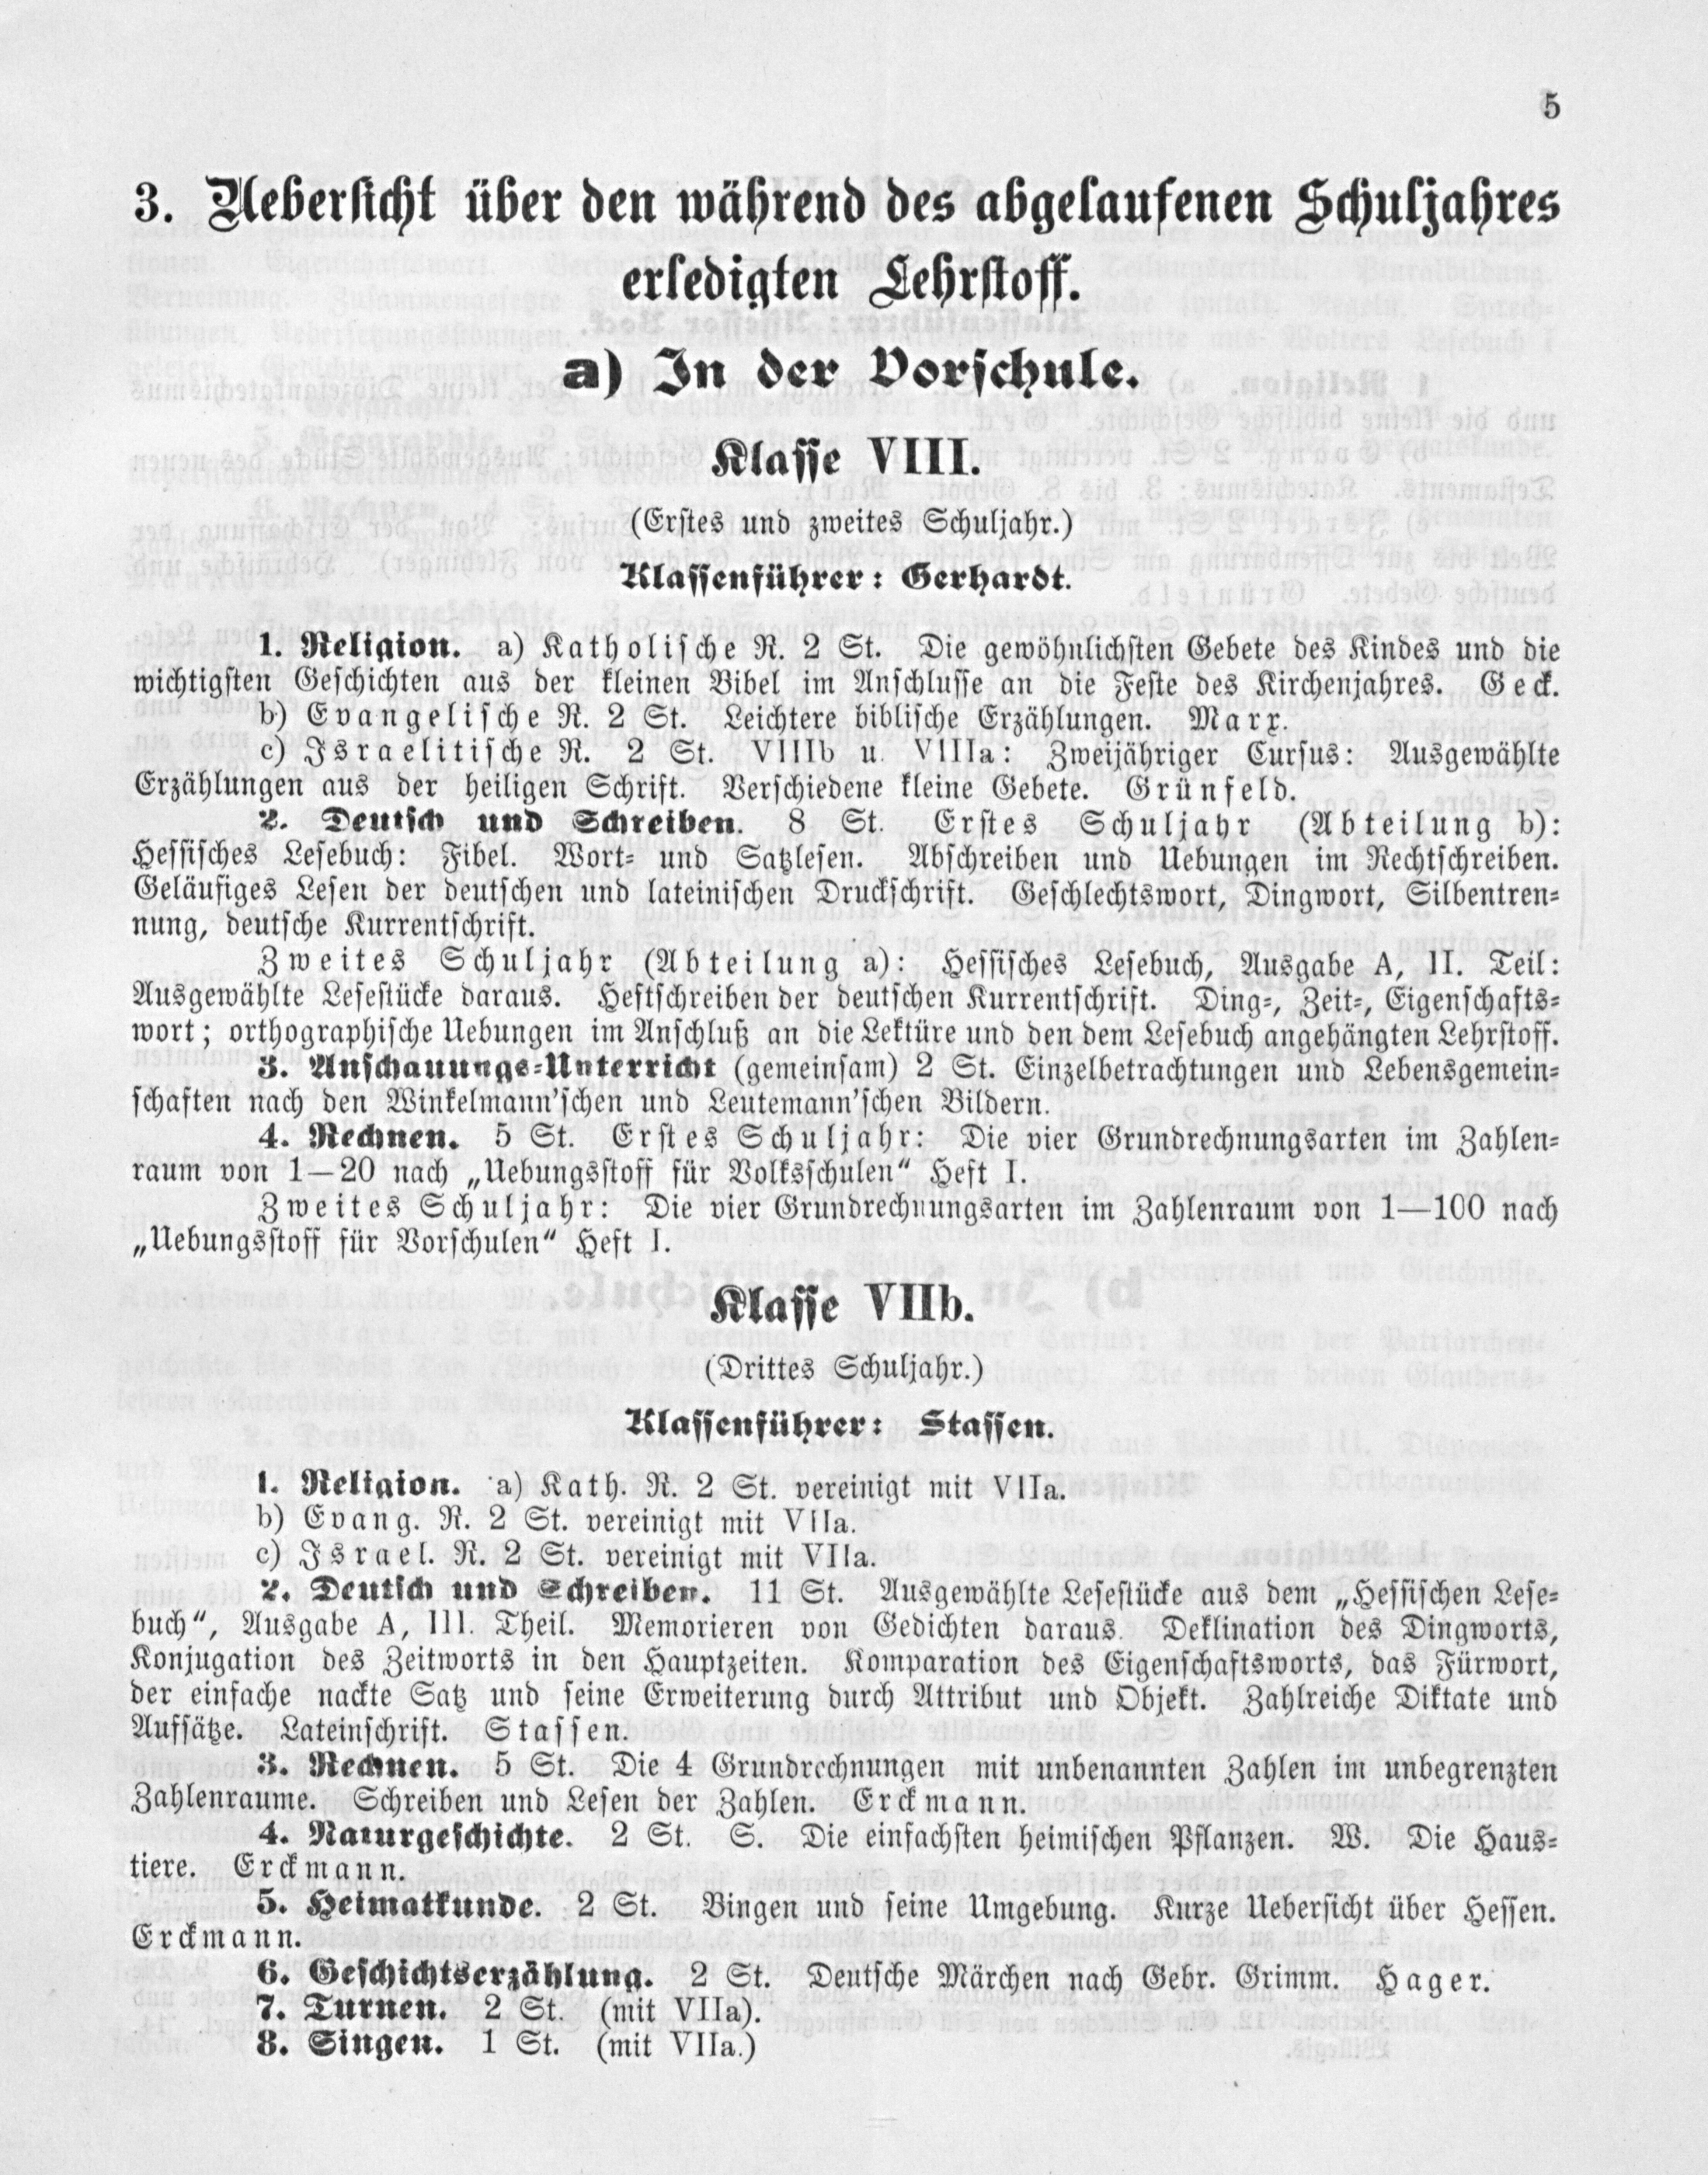 5
3. Uebersicht über den während des abgelaufenen Schuljahres
erledigten Lehrstoff.
a) In der Vorschule.
Klasse VIII.
(Erstes und zweites Schuljahr.)
Klassenführer: Gerhardt.
1. Religion. a) Katholische R. 2 St. Die gewöhnlichsten Gebete des Kindes und die
wichtigsten Geschichten aus der kleinen Bibel im Anschlusse an die Feste des Kirchenjahres. Geck.
b) Evangelische R. 2 St. Leichtere biblische Erzählungen. Marx.
c) Israelitische R. 2 St. VIIIb u. VIIIa: Zweijähriger Cursus: Ausgewählte
Erzählungen aus der heiligen Schrift. Verschiedene kleine Gebete. Grünfeld.
2. Deutsch und Schreiben. 8 St. Erstes Schuljahr (Abteilung b):
Hessisches Lesebuch: Fibel. Wort- und Satzlesen. Abschreiben und Uebungen im Rechtschreiben.
Geläufiges Lesen der deutschen und lateinischen Druckschrift. Geschlechtswort, Dingwort, Silbentren-
nung, deutsche Kurrentschrift.
Zweites Schuljahr (Abteilung a): Hessisches Lesebuch, Ausgabe A, II. Teil:
Ausgewählte Lesestücke daraus. Heftschreiben der deutschen Kurrentschrift. Ding-, Zeit-, Eigenschafts-
wort; orthographische Uebungen im Anschluß an die Lektüre und den dem Lesebuch angehängten Lehrstoff.
3. Anschauungs-Unterricht (gemeinsam) 2 St. Einzelbetrachtungen und Lebensgemein-
schaften nach den Winkelmann'schen und Leutemann'schen Bildern.
4. Rechnen. 5 St. Erstes Schuljahr: Die vier Grundrechnungsarten im Zahlen-
raum von 1—20 nach „Uebungsstoff für Volksschulen“ Heft I.
Zweites Schuljahr: Die vier Grundrechnungsarten im Zahlenraum von 1—100 nach
„Uebungsstoff für Vorschulen“ Heft I.
Klasse VIIb.
(Drittes Schuljahr.)
Klassenführer: Stassen.
1. Religion. a) Kath. R. 2 St. vereinigt mit VIIa.
b) Evang. R. 2 St. vereinigt mit VIIa.
c) Israel. R. 2 St. vereinigt mit VIIa.
2. Deutsch und Schreiben. 11 St. Ausgewählte Lesestücke aus dem „Hessischen Lese-
buch“, Ausgabe A, III. Theil. Memorieren von Gedichten daraus. Deklination des Dingworts,
Konjugation des Zeitworts in den Hauptzeiten. Komparation des Eigenschaftsworts, das Fürwort,
der einfache nackte Satz und seine Erweiterung durch Attribut und Objekt. Zahlreiche Diktate und
Aufsätze. Lateinschrift. Stassen.
3. Rechnen. 5 St. Die 4 Grundrechnungen mit unbenannten Zahlen im unbegrenzten
Zahlenraume. Schreiben und Lesen der Zahlen. Erckmann.
4. Naturgeschichte. 2 St. S. Die einfachsten heimischen Pflanzen. W. Die Haus-
tiere. Erckmann.
5. Heimatkunde. 2 St. Bingen und seine Umgebung. Kurze Uebersicht über Hessen.
Erckmann.
6. Geschichtserzählung. 2 St. Deutsche Märchen nach Gebr. Grimm. Hager.
7. Turnen. 2 St. (mit VIIa).
8. Singen. 1 St. (mit VIIa.)